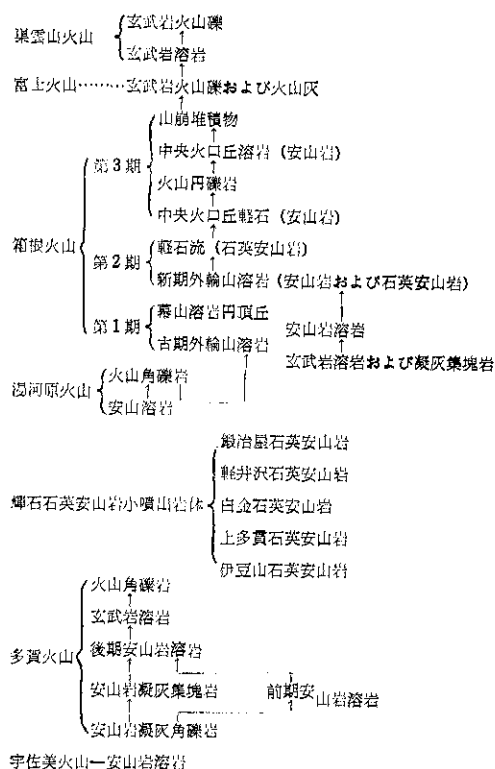 玄武岩火山礫
巣雲山火山
玄武岩溶岩
富士火山………玄武岩火山礫および火山灰
山崩堆積物
第3期
中央火口丘溶岩(安山岩)
火山円礫岩
中央火口丘軽石(安山岩)
箱根火山
軽石流(石英安山岩)
第2期
新期外輪山溶岩(安山岩および石英安山岩)
幕山溶岩円頂丘
第1期
安山岩溶岩
古期外輪山溶岩
玄武岩溶岩および凝灰集塊岩
火山角礫岩
湯河原火山
安山溶岩
鍛冶屋石英安山岩
軽井沢石英安山岩
輝石石英安山岩小噴出岩体
白金石英安山岩
上多賀石英安山岩
伊豆山石英安山岩
火山角礫岩
玄武岩溶岩
多賀火山
後期安山岩溶岩
安山岩凝灰集塊岩
前期安山岩溶岩
安山岩凝灰角礫岩
宇佐美火山ー安山岩溶岩